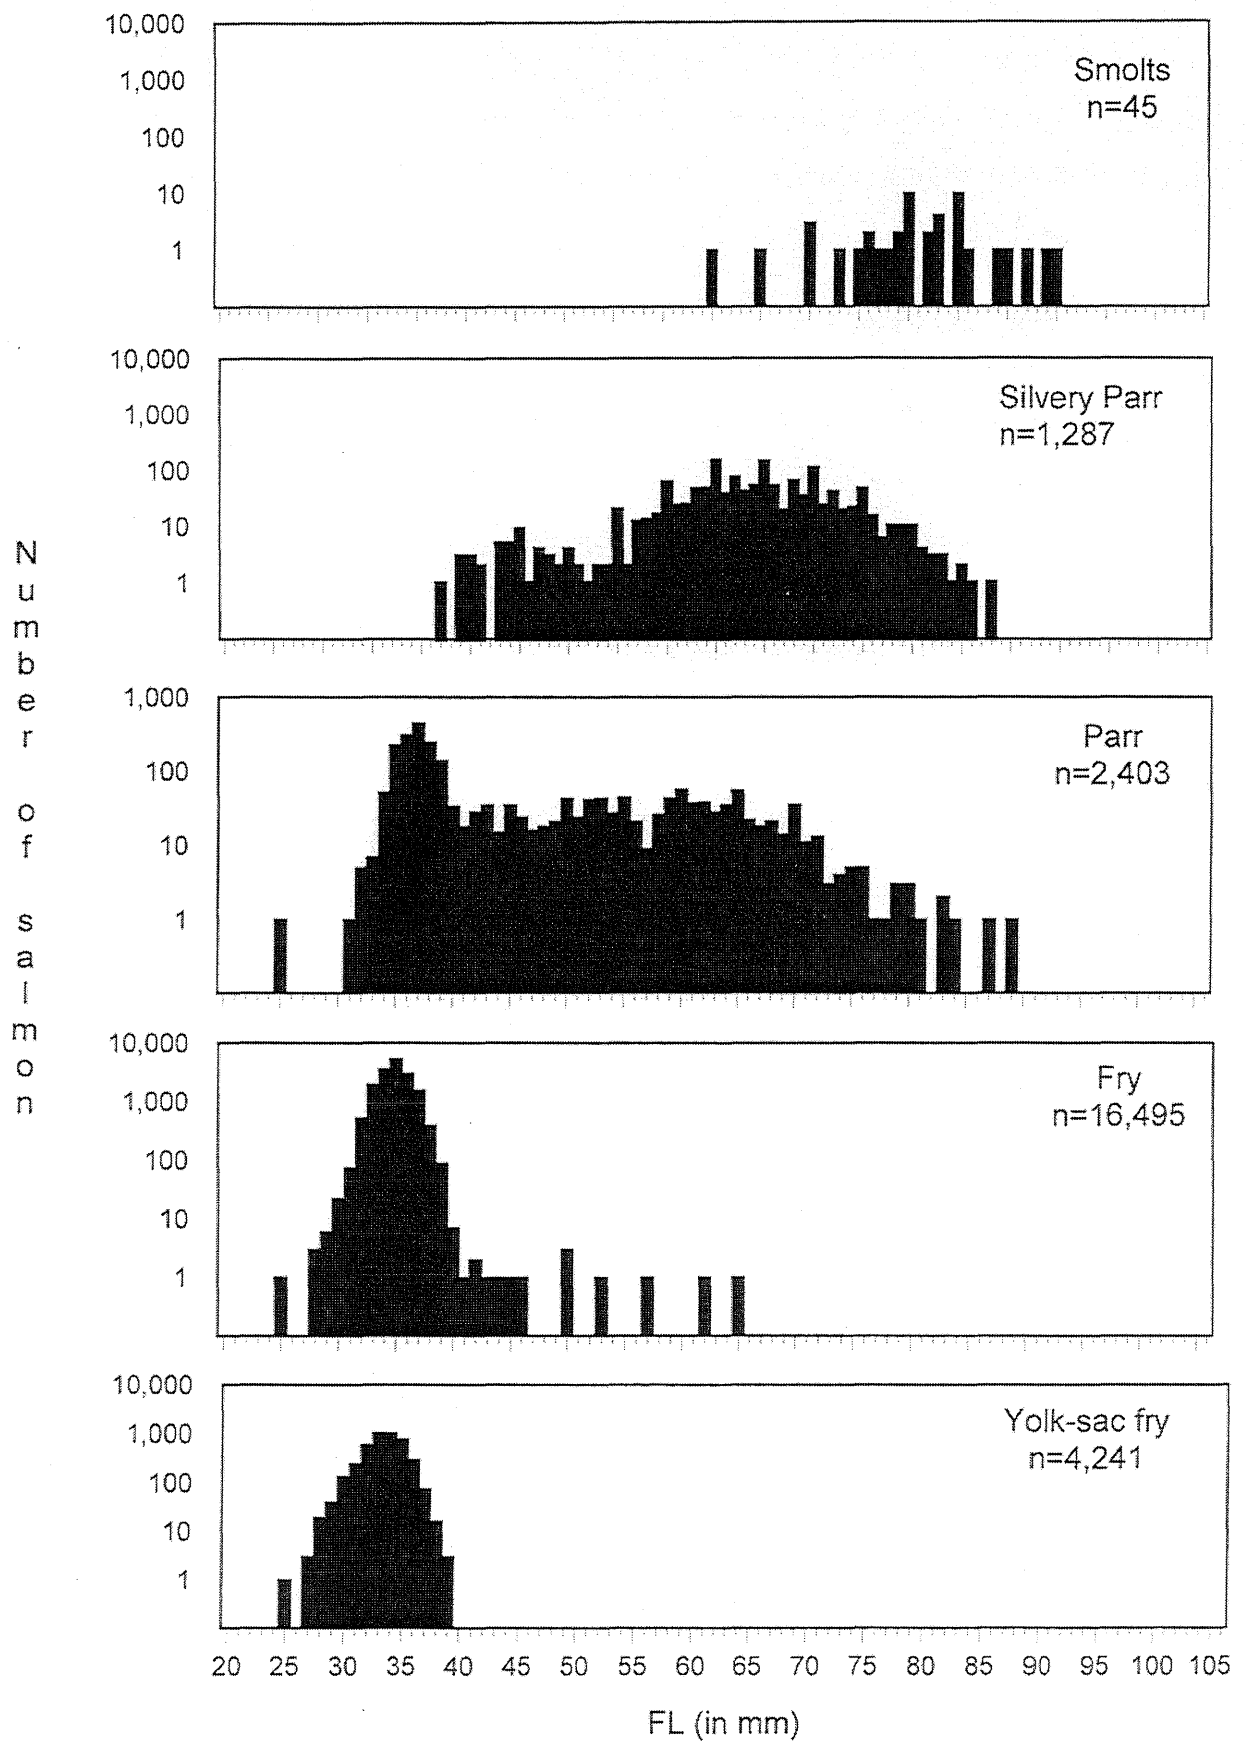 Number of salmon
10,000
1,000
100
10
1
Smolts
n=45
10,000
1,000
100
10
1
Silvery Parr
n=1,287
1,000
100
10
1
Parr
n=2,403
10,000
1,000
100
10
1
Fry
n=16,495
10,000
1,000
100
10
1
Yolk-sac fry
n=4,241
20 25 30 35 40 45 50 55 60 65 70 75 80 85 90 95 100 105
FL (in mm)